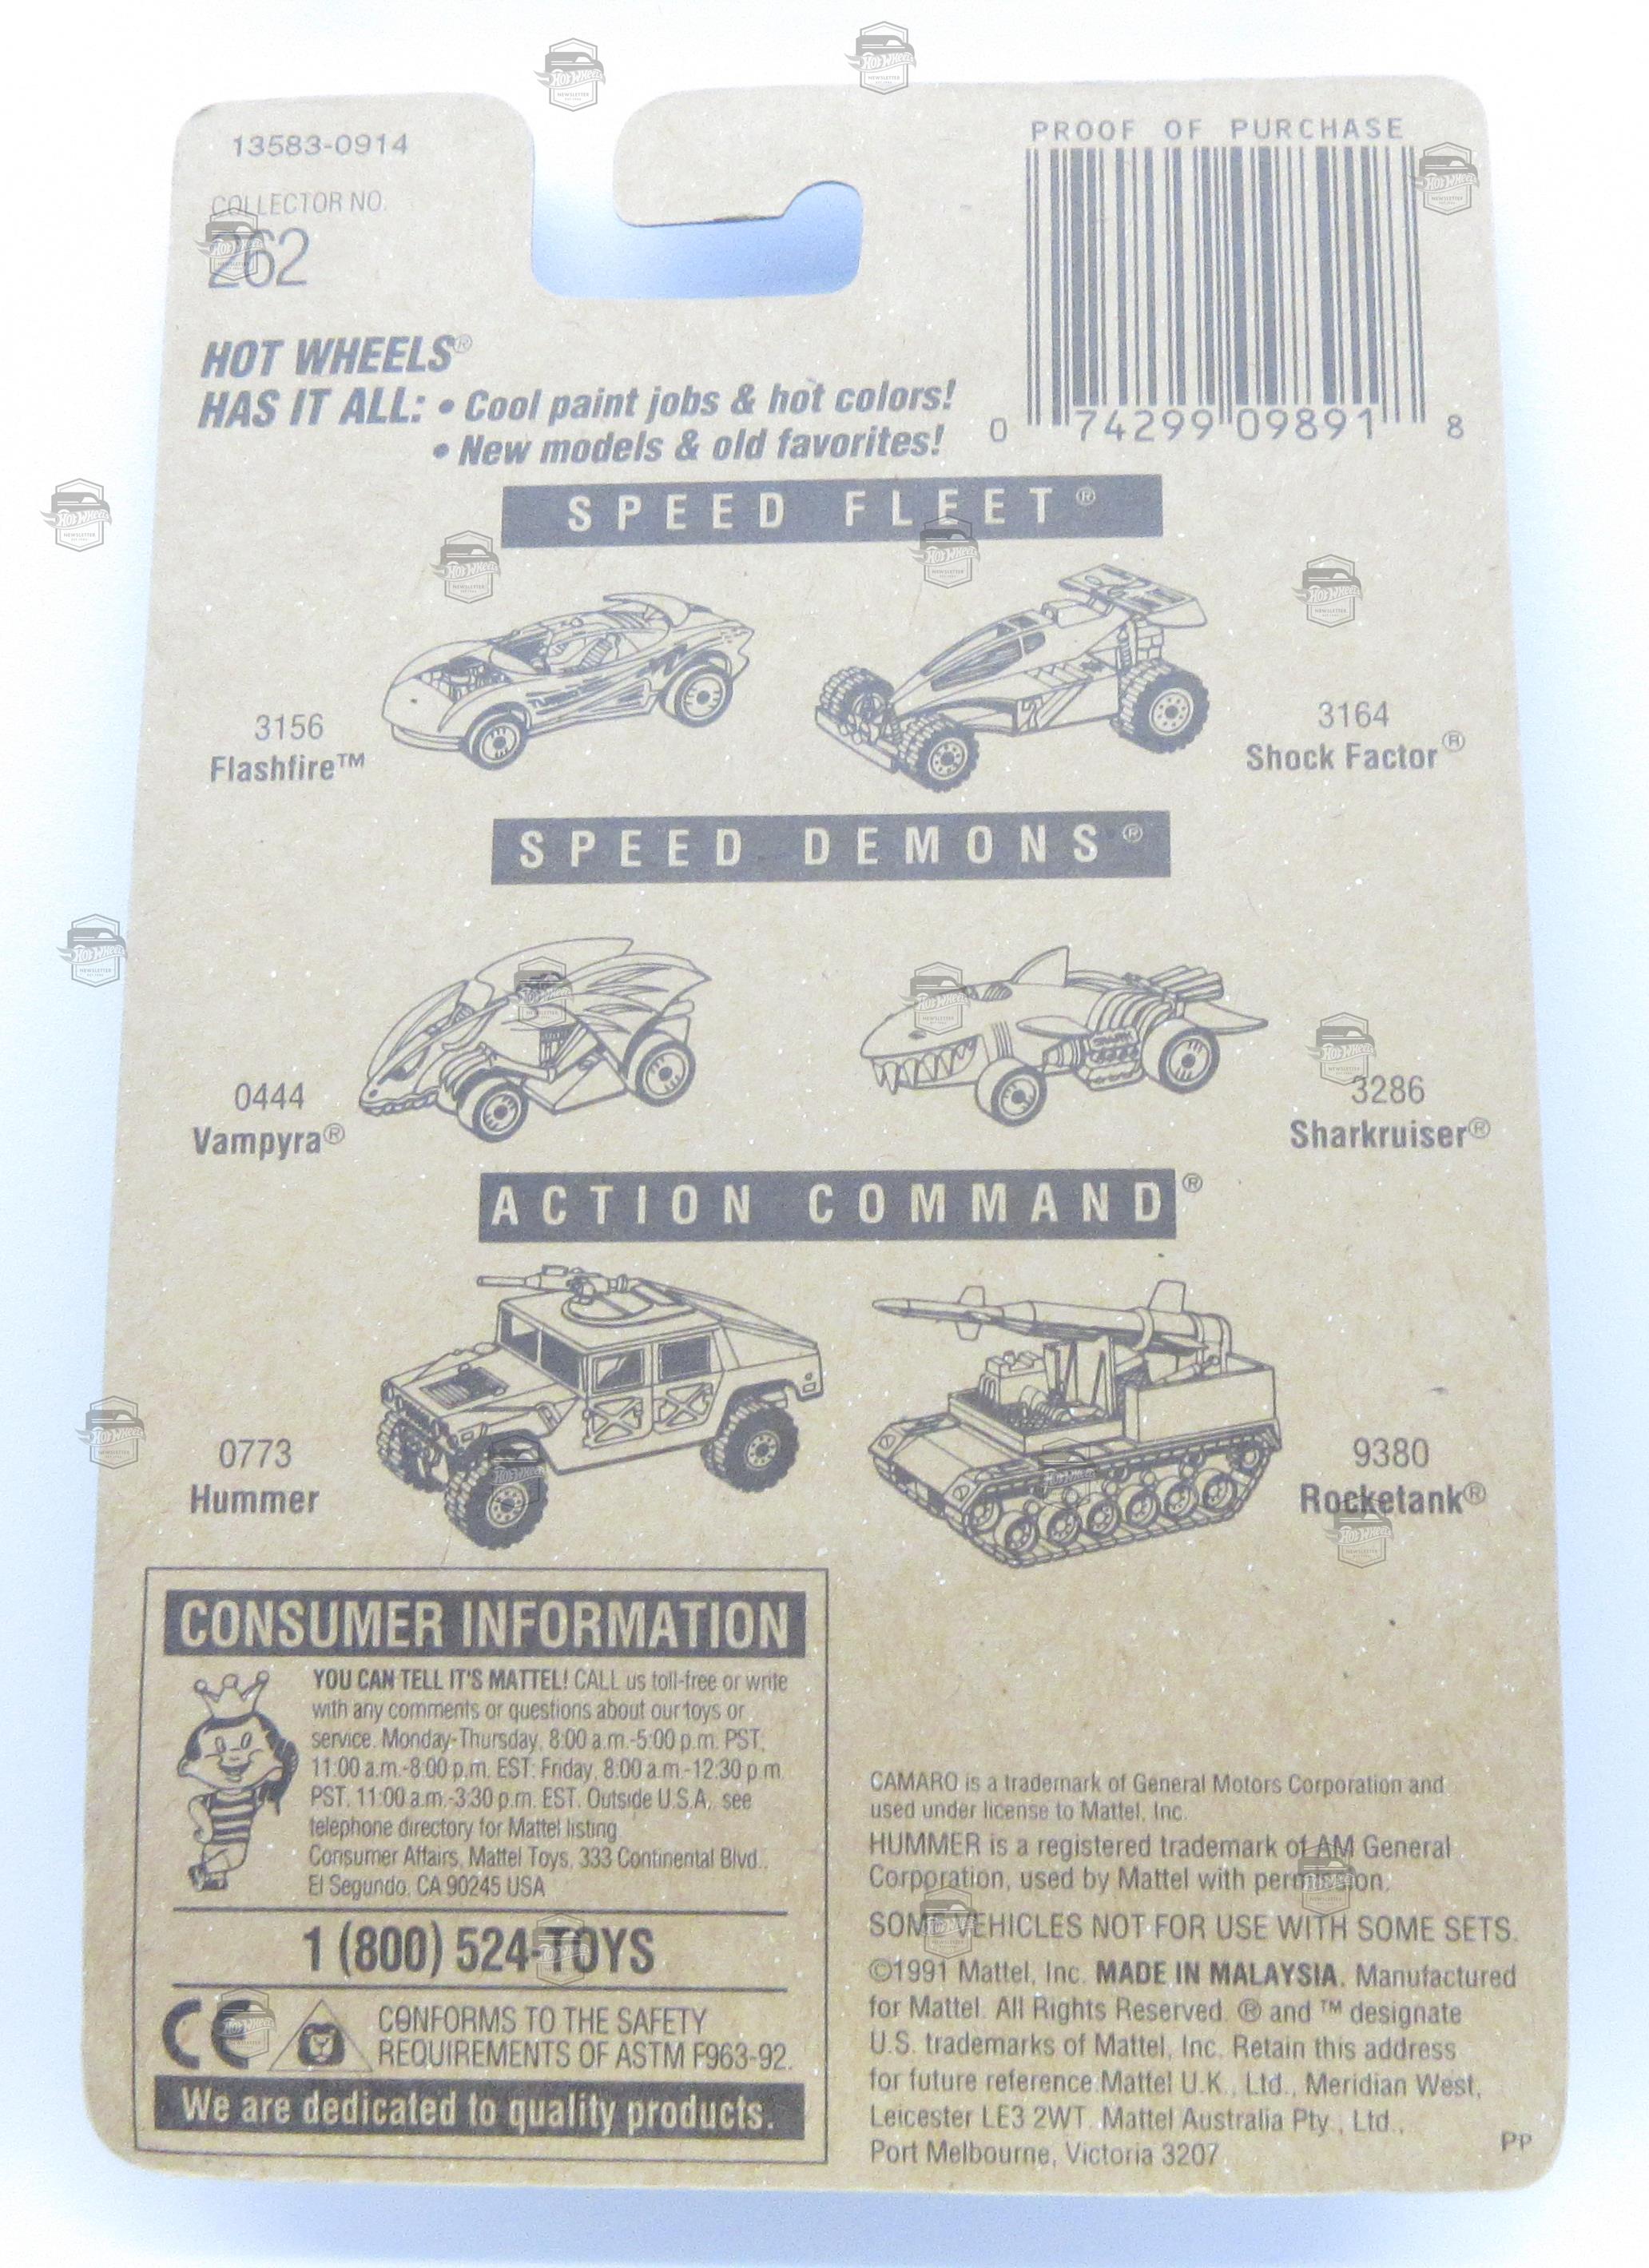 13583-0914
COLLECTOR NO.
262
PROOF OF PURCHASE
0 74299 09891 8
HOT WHEELS®
HAS IT ALL: • Cool paint jobs & hot colors!
• New models & old favorites!
SPEED FLEET®
3156
Flashfire™
3164
Shock Factor®
SPEED DEMONS®
0444
Vampyra®
3286
Sharkruiser®
ACTION COMMAND®
0773
Hummer
9380
Rocketank®
CONSUMER INFORMATION
YOU CAN TELL IT'S MATTEL! CALL us toll-free or write
with any comments or questions about our toys or
service. Monday-Thursday, 8:00 a.m.-5:00 p.m. PST;
11:00 a.m.-8:00 p.m. EST; Friday, 8:00 a.m.-12:30 p.m.
PST, 11:00 a.m.-3:30 p.m. EST. Outside U.S.A., see
telephone directory for Mattel listing
Consumer Affairs, Mattel Toys, 333 Continental Blvd.,
El Segundo, CA 90245 USA
1 (800) 524-TOYS
CE
CONFORMS TO THE SAFETY
REQUIREMENTS OF ASTM F963-92.
We are dedicated to quality products.
CAMARO is a trademark of General Motors Corporation and
used under license to Mattel, Inc.
HUMMER is a registered trademark of AM General
Corporation, used by Mattel with permission.
SOME VEHICLES NOT FOR USE WITH SOME SETS.
©1991 Mattel, Inc. MADE IN MALAYSIA. Manufactured
for Mattel. All Rights Reserved. ® and ™ designate
U.S. trademarks of Mattel, Inc. Retain this address
for future reference: Mattel U.K., Ltd., Meridian West,
Leicester LE3 2WT. Mattel Australia Pty., Ltd.,
Port Melbourne, Victoria 3207
PP